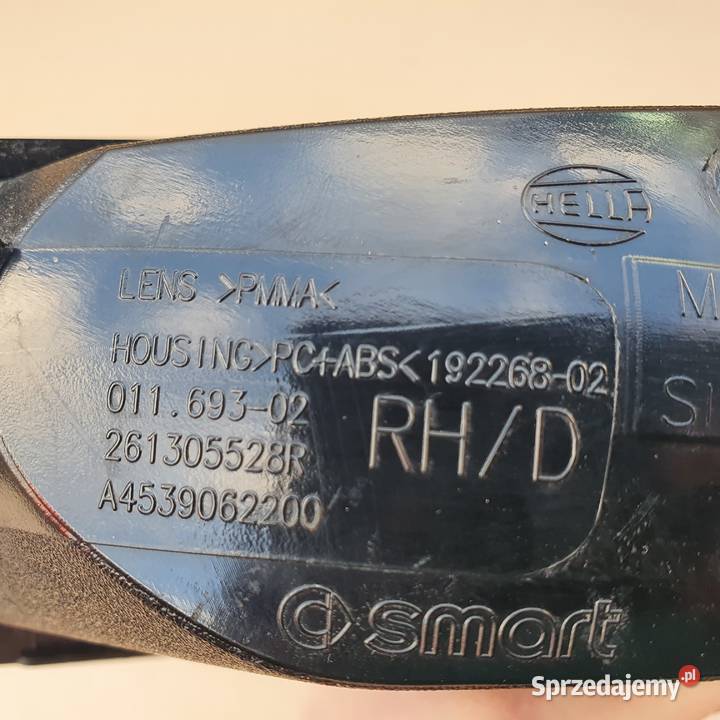 HELLA
LENS >PMMA<
HOUSING>PC+ABS<192268-02
011.693-02
261305528R
A4539062200
RH/D
smart
Sprzedajemy.pl